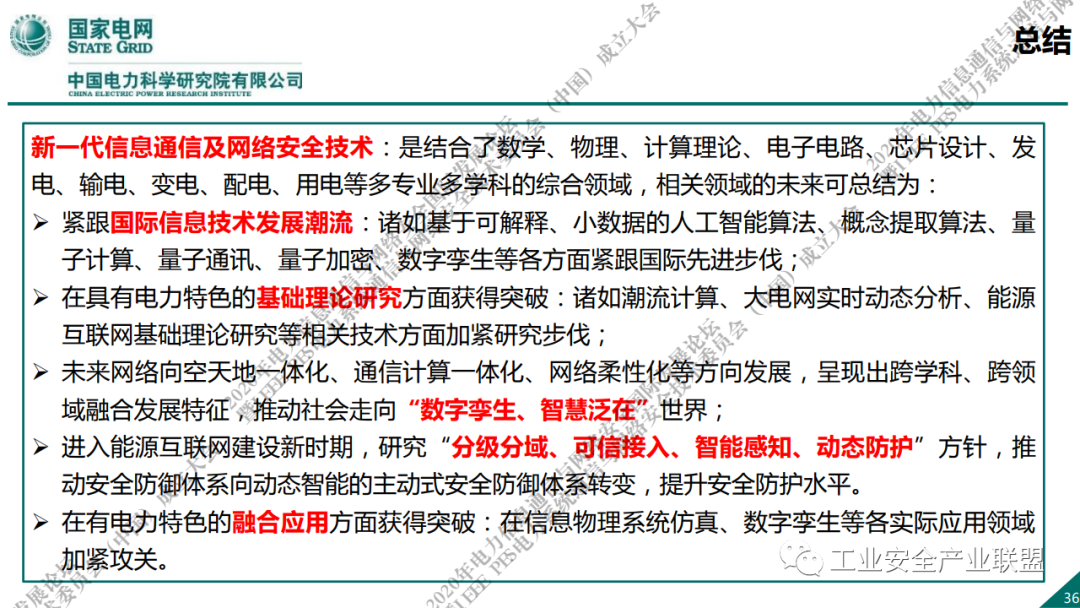 国家电网
STATE GRID
中国电力科学研究院有限公司
CHINA ELECTRIC POWER RESEARCH INSTITUTE
总结
新一代信息通信及网络安全技术：是结合了数学、物理、计算理论、电子电路、芯片设计、发
电、输电、变电、配电、用电等多专业多学科的综合领域，相关领域的未来可总结为：
➢ 紧跟国际信息技术发展潮流：诸如基于可解释、小数据的人工智能算法、概念提取算法、量
子计算、量子通讯、量子加密、数字孪生等各方面紧跟国际先进步伐；
➢ 在具有电力特色的基础理论研究方面获得突破：诸如潮流计算、大电网实时动态分析、能源
互联网基础理论研究等相关技术方面加紧研究步伐；
➢ 未来网络向空天地一体化、通信计算一体化、网络柔性化等方向发展，呈现出跨学科、跨领
域融合发展特征，推动社会走向“数字孪生、智慧泛在”世界；
➢ 进入能源互联网建设新时期，研究“分级分域、可信接入、智能感知、动态防护”方针，推
动安全防御体系向动态智能的主动式安全防御体系转变，提升安全防护水平。
➢ 在有电力特色的融合应用方面获得突破：在信息物理系统仿真、数字孪生等各实际应用领域
加紧攻关。
工业安全产业联盟
36